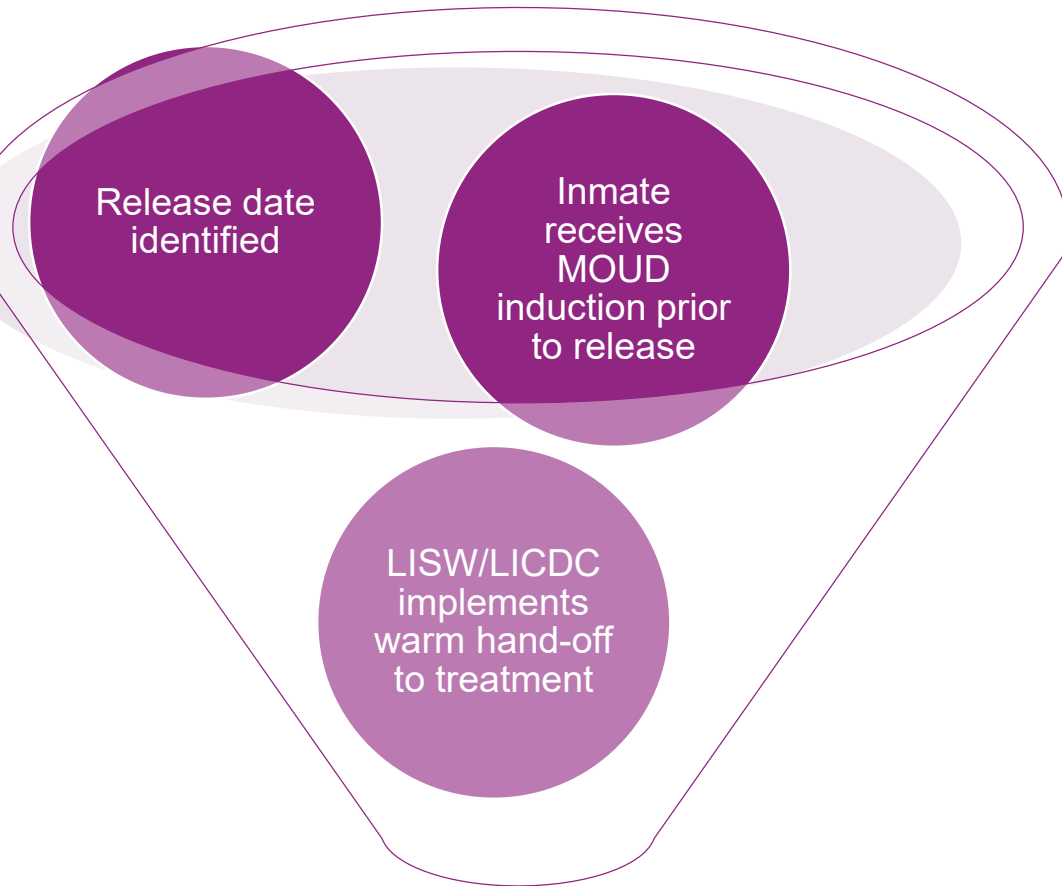 Release date
identified
Inmate
receives
MOUD
induction prior
to release
LISW/LICDC
implements
warm hand-off
to treatment